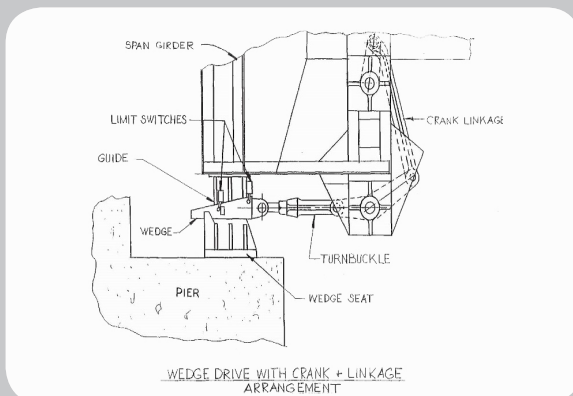 SPAN GIRDER
LIMIT SWITCHES
CRANK LINKAGE
GUIDE
WEDGE
TURNBUCKLE
WEDGE SEAT
PIER
WEDGE DRIVE WITH CRANK + LINKAGE
ARRANGEMENT